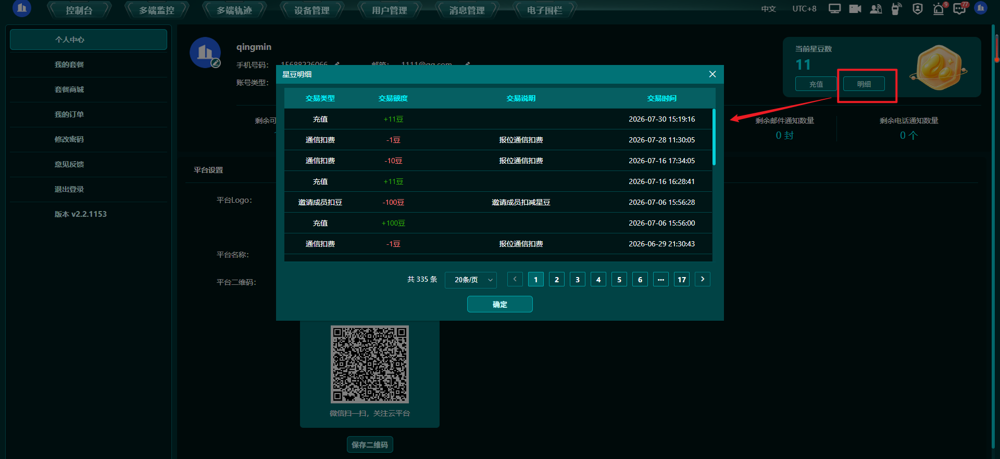 控制台
多端监控
多端轨迹
设备管理
用户管理
消息管理
电子围栏
中文
UTC+8
9
77
个人中心
我的套餐
套餐商城
我的订单
修改密码
意见反馈
退出登录
版本 v2.2.1153
qingmin
手机号码： 15688226066
邮箱： 1111@qq.com
账号类型：
当前星豆数
11
充值
明细
剩余可
剩余邮件通知数量
0 封
剩余电话通知数量
0 个
平台设置
平台Logo：
平台名称：
平台二维码：
星豆明细
交易类型 交易额度 交易说明 交易时间
充值 +11豆 2026-07-30 15:19:16
通信扣费 -1豆 报位通信扣费 2026-07-28 11:30:05
通信扣费 -10豆 报位通信扣费 2026-07-16 17:34:05
充值 +11豆 2026-07-16 16:28:41
邀请成员扣豆 -100豆 邀请成员扣减星豆 2026-07-06 15:56:28
充值 +100豆 2026-07-06 15:56:00
通信扣费 -1豆 报位通信扣费 2026-06-29 21:30:43
共 335 条 20条/页 1 2 3 4 5 6 ··· 17
确定
微信扫一扫，关注云平台
保存二维码